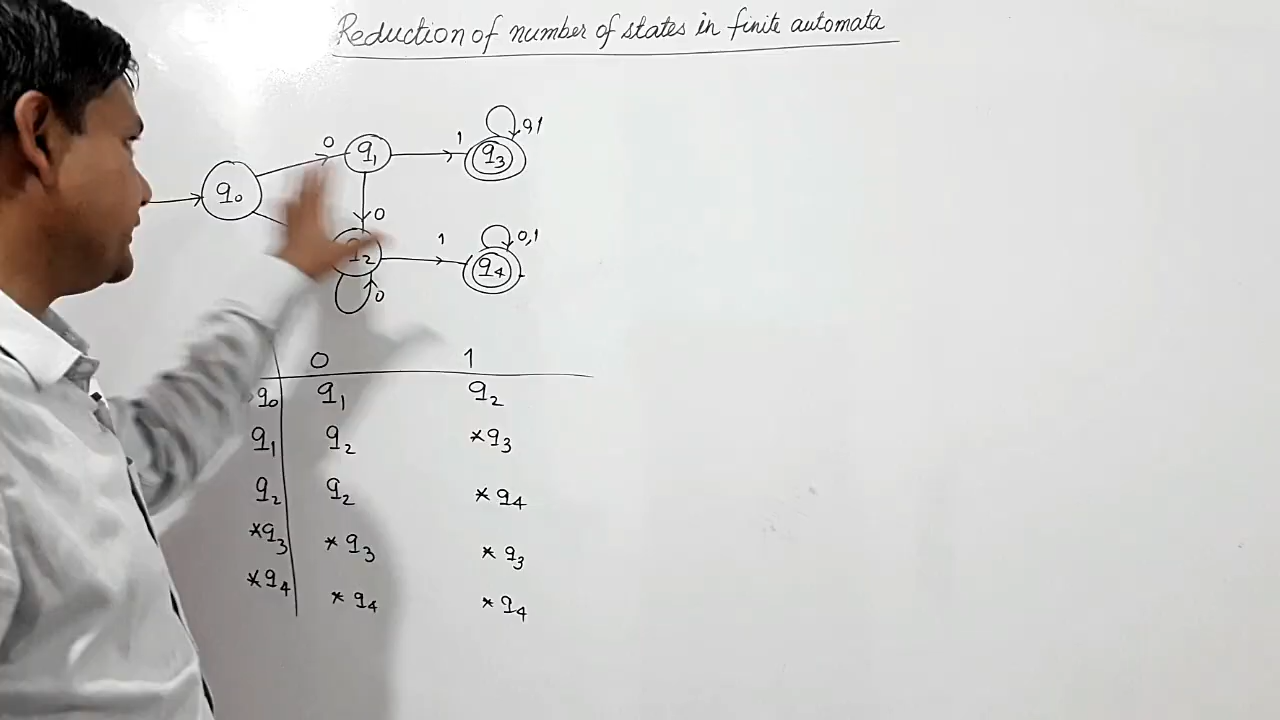 Reduction of number of states in finite automata
0 q1 1 q3 0,1
q0
0
q2 1 q4 0,1
0
0 1
q0 q1 q2
q1 q2 *q3
q2 q2 *q4
*q3 *q3 *q3
*q4 *q4 *q4